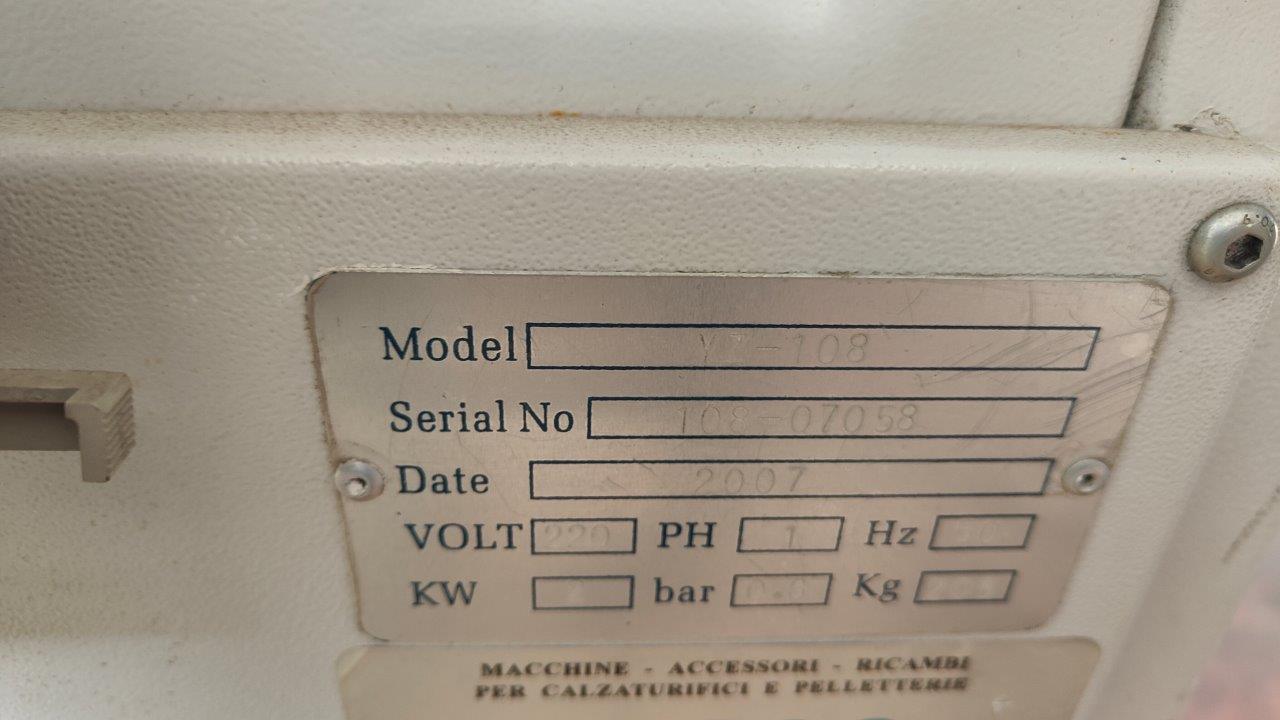 Model -108
Serial No 108-07058
Date 2007
VOLT 220 PH 1 Hz 50
KW bar Kg
MACCHINE - ACCESSORI - RICAMBI
PER CALZATURIFICI E PELLETTERIE